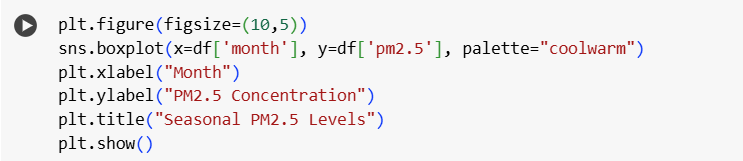 plt.figure(figsize=(10,5))
sns.boxplot(x=df['month'], y=df['pm2.5'], palette="coolwarm")
plt.xlabel("Month")
plt.ylabel("PM2.5 Concentration")
plt.title("Seasonal PM2.5 Levels")
plt.show()